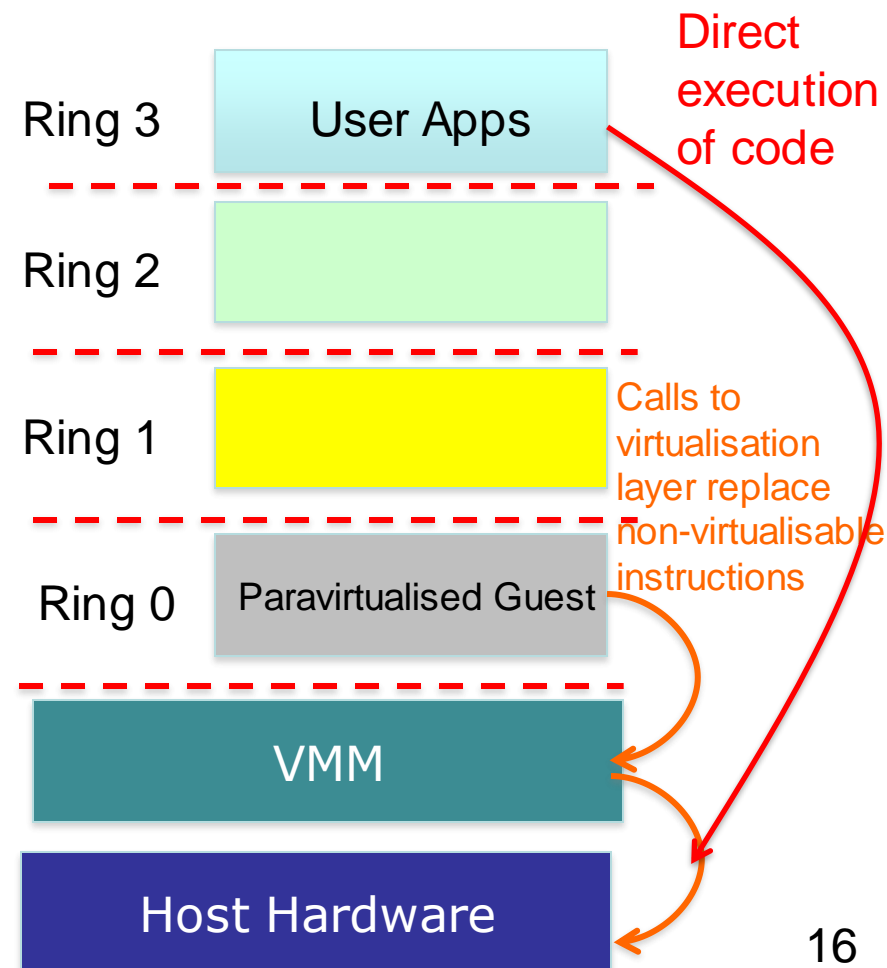 Direct
execution
of code
Ring 3
User Apps
Ring 2
Ring 1
Calls to
virtualisation
layer replace
non-virtualisable
instructions
Ring 0
Paravirtualised Guest
VMM
Host Hardware
16